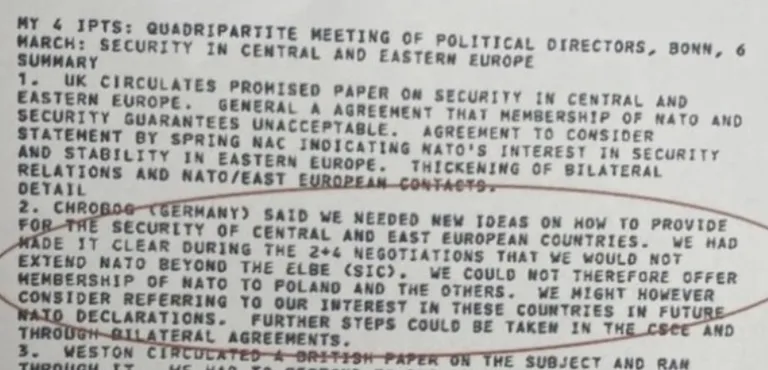 MY 4 IPTS: QUADRIPARTITE MEETING OF POLITICAL DIRECTORS, BONN, 6
MARCH: SECURITY IN CENTRAL AND EASTERN EUROPE
SUMMARY
1. UK CIRCULATES PROMISED PAPER ON SECURITY IN CENTRAL AND
EASTERN EUROPE. GENERAL A AGREEMENT THAT MEMBERSHIP OF NATO AND
SECURITY GUARANTEES UNACCEPTABLE. AGREEMENT TO CONSIDER
STATEMENT BY SPRING NAC INDICATING NATO'S INTEREST IN SECURITY
AND STABILITY IN EASTERN EUROPE. THICKENING OF BILATERAL
RELATIONS AND NATO/EAST EUROPEAN CONTACTS.
DETAIL
2. CHROBOG (GERMANY) SAID WE NEEDED NEW IDEAS ON HOW TO PROVIDE
FOR THE SECURITY OF CENTRAL AND EAST EUROPEAN COUNTRIES. WE HAD
MADE IT CLEAR DURING THE 2+4 NEGOTIATIONS THAT WE WOULD NOT
EXTEND NATO BEYOND THE ELBE (SIC). WE COULD NOT THEREFORE OFFER
MEMBERSHIP OF NATO TO POLAND AND THE OTHERS. WE MIGHT HOWEVER
CONSIDER REFERRING TO OUR INTEREST IN THESE COUNTRIES IN FUTURE
NATO DECLARATIONS. FURTHER STEPS COULD BE TAKEN IN THE CSCE AND
THROUGH BILATERAL AGREEMENTS.
3. WESTON CIRCULATED A BRITISH PAPER ON THE SUBJECT AND RAN
THROUGH IT. WE HAD TO